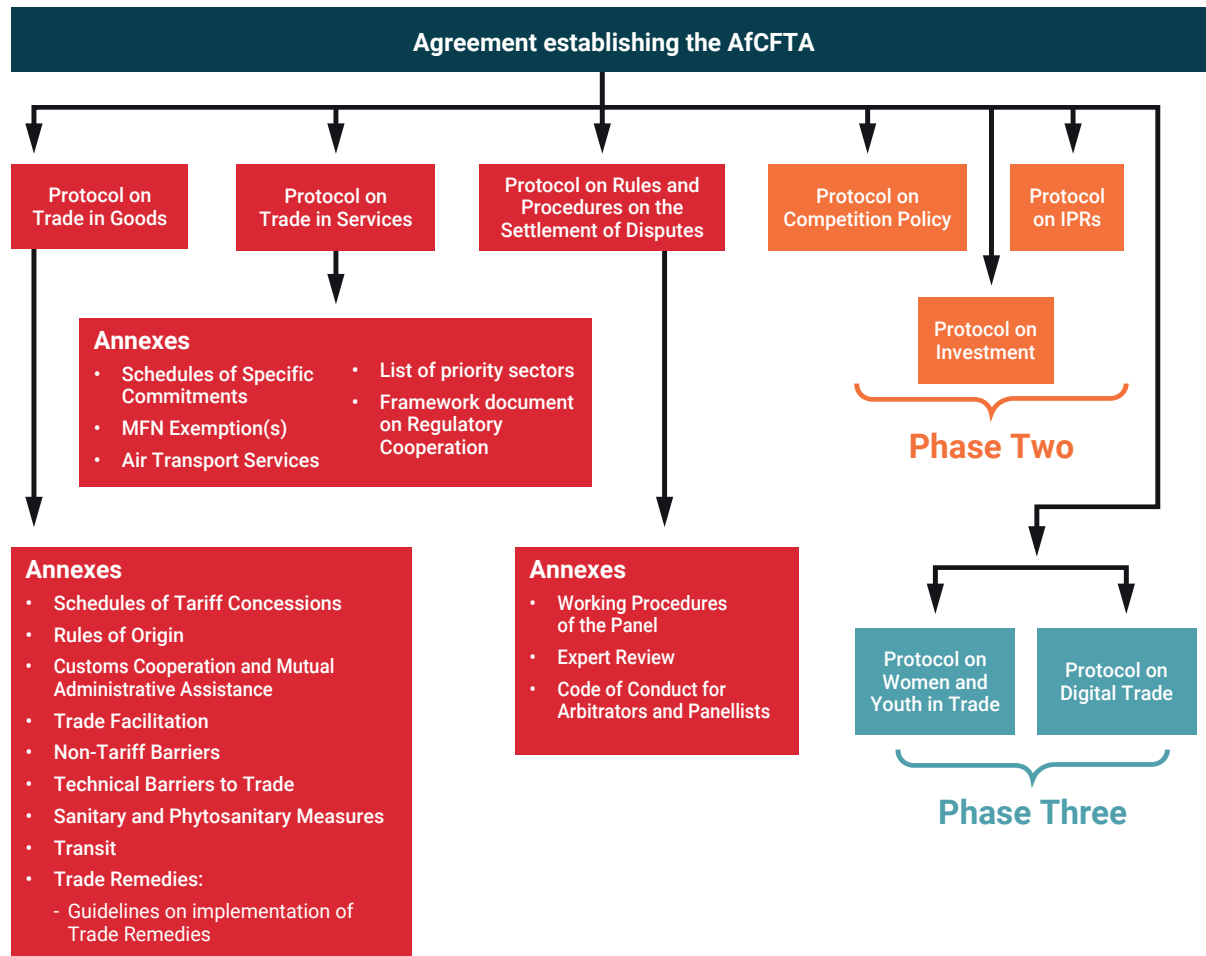 Agreement establishing the AfCFTA
Protocol on
Trade in Goods
Protocol on
Trade in Services
Protocol on Rules and
Procedures on the
Settlement of Disputes
Protocol on
Competition Policy
Protocol
on IPRs
Protocol on
Investment
Phase Two
Annexes
• Schedules of Specific
Commitments
• MFN Exemption(s)
• Air Transport Services
• List of priority sectors
• Framework document
on Regulatory
Cooperation
Annexes
• Schedules of Tariff Concessions
• Rules of Origin
• Customs Cooperation and Mutual
Administrative Assistance
• Trade Facilitation
• Non-Tariff Barriers
• Technical Barriers to Trade
• Sanitary and Phytosanitary Measures
• Transit
• Trade Remedies:
- Guidelines on implementation of
Trade Remedies
Annexes
• Working Procedures
of the Panel
• Expert Review
• Code of Conduct for
Arbitrators and Panellists
Protocol on
Women and
Youth in Trade
Protocol on
Digital Trade
Phase Three